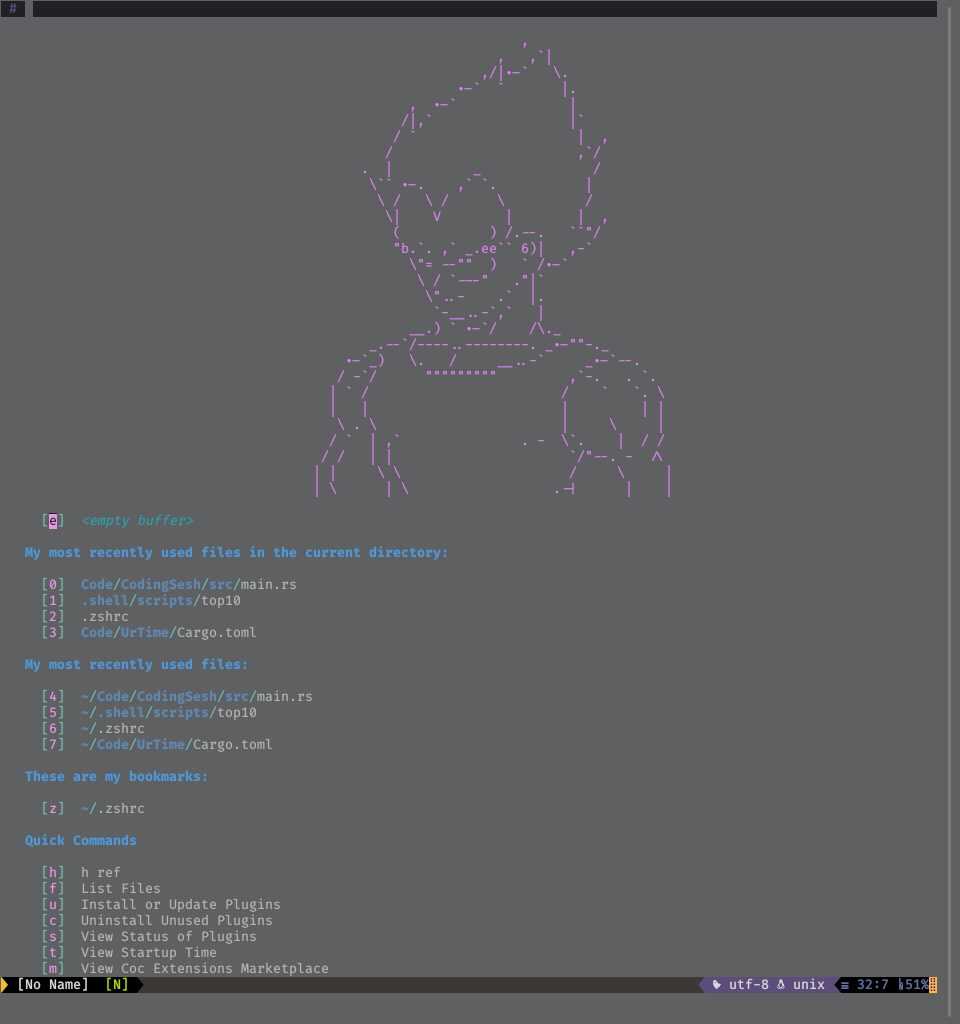 #
[e] <empty buffer>
My most recently used files in the current directory:
[0] Code/CodingSesh/src/main.rs
[1] .shell/scripts/top10
[2] .zshrc
[3] Code/UrTime/Cargo.toml
My most recently used files:
[4] ~/Code/CodingSesh/src/main.rs
[5] ~/.shell/scripts/top10
[6] ~/.zshrc
[7] ~/Code/UrTime/Cargo.toml
These are my bookmarks:
[z] ~/.zshrc
Quick Commands
[h] h ref
[f] List Files
[u] Install or Update Plugins
[c] Uninstall Unused Plugins
[s] View Status of Plugins
[t] View Startup Time
[m] View Coc Extensions Marketplace
[No Name] [N] utf-8 unix ≡ 32:7 51%